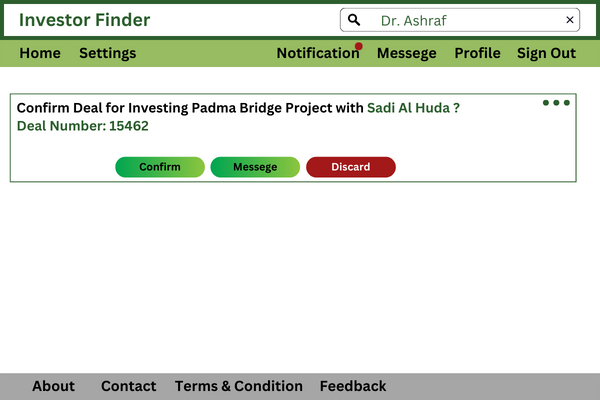 Investor Finder
Dr. Ashraf ✕
Home Settings Notification Messege Profile Sign Out
Confirm Deal for Investing Padma Bridge Project with Sadi Al Huda ?
Deal Number: 15462
Confirm Messege Discard
About Contact Terms & Condition Feedback